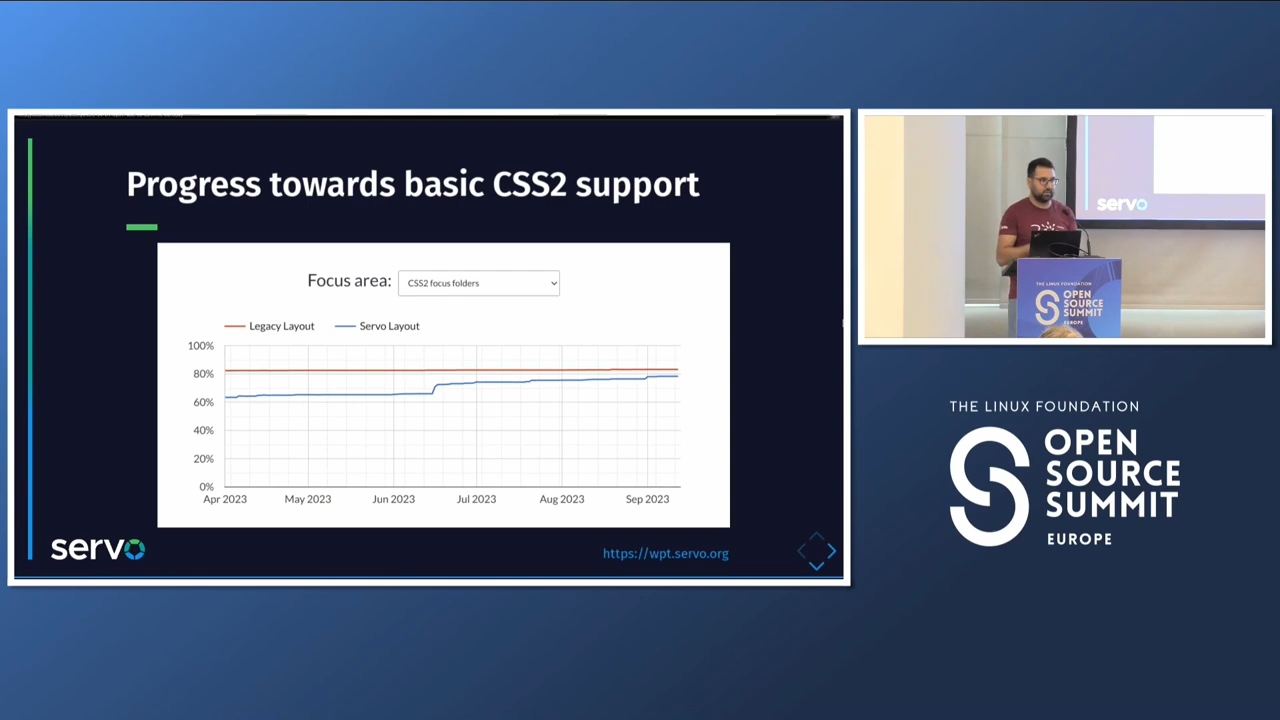 Progress towards basic CSS2 support
Focus area: CSS2 focus folders
Legacy Layout Servo Layout
100%
80%
60%
40%
20%
0%
Apr 2023 May 2023 Jun 2023 Jul 2023 Aug 2023 Sep 2023
servo
https://wpt.servo.org
servo
THE LINUX FOUNDATION
OPEN
SOURCE
SUMMIT
EUROPE
THE LINUX FOUNDATION
OPEN
SOURCE
SUMMIT
EUROPE